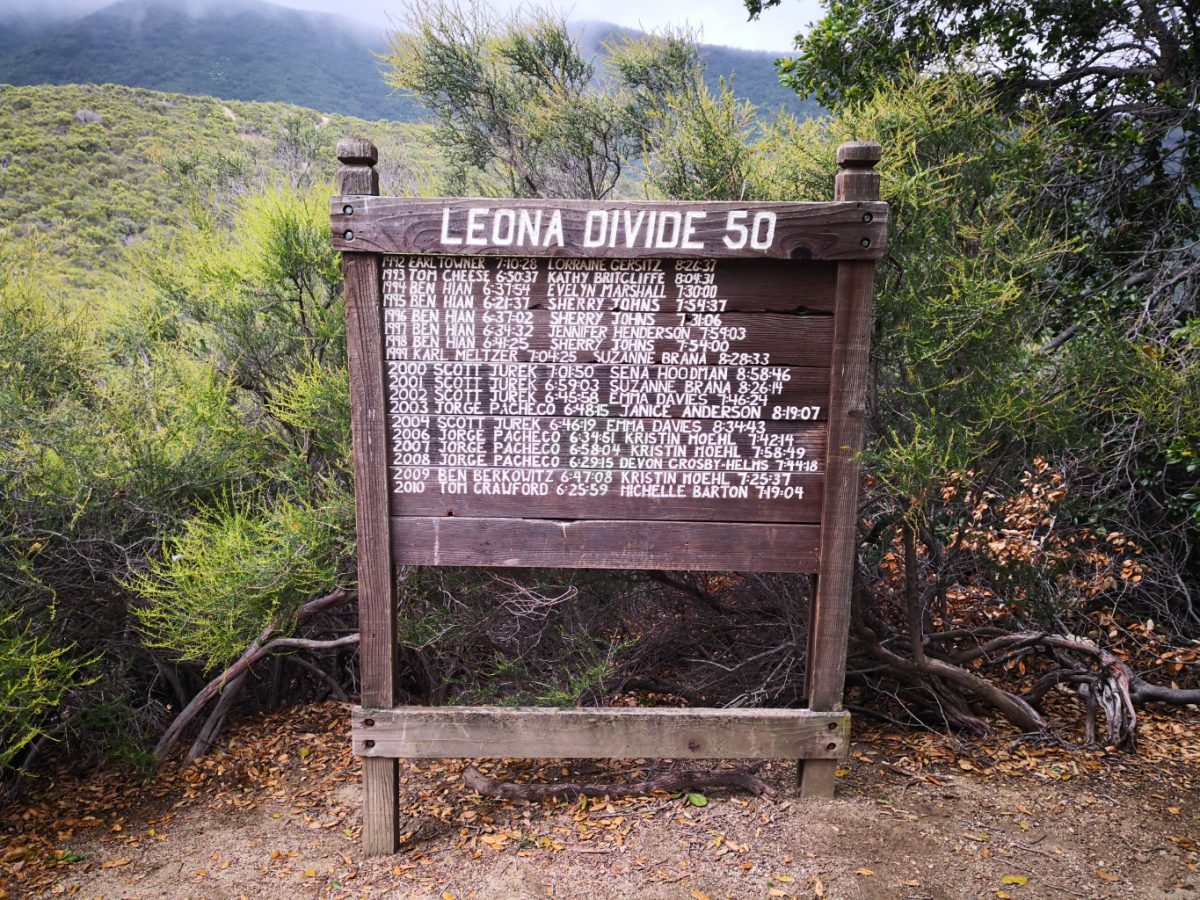 LEONA DIVIDE 50
1992 EARL TOWNER 7:10:28 LORRAINE GERSITZ 8:26:37
1993 TOM CHEESE 6:50:37 KATHY BRITCLIFFE 8:09:31
1994 BEN HIAN 6:37:54 EVELYN MARSHALL 7:30:00
1995 BEN HIAN 6:21:37 SHERRY JOHNS 7:54:37
1996 BEN HIAN 6:37:02 SHERRY JOHNS 7:31:06
1997 BEN HIAN 6:34:32 JENNIFER HENDERSON 7:59:03
1998 BEN HIAN 6:41:25 SHERRY JOHNS 7:54:00
1999 KARL MELTZER 7:04:25 SUZANNE BRANA 8:28:33
2000 SCOTT JUREK 7:01:50 SENA HOODMAN 8:58:46
2001 SCOTT JUREK 6:59:03 SUZANNE BRANA 8:26:14
2002 SCOTT JUREK 6:45:58 EMMA DAVIES 7:46:24
2003 JORGE PACHECO 6:48:15 JANICE ANDERSON 8:19:07
2004 SCOTT JUREK 6:46:19 EMMA DAVIES 8:34:43
2006 JORGE PACHECO 6:34:51 KRISTIN MOEHL 7:42:14
2007 JORGE PACHECO 6:58:04 KRISTIN MOEHL 7:58:49
2008 JORGE PACHECO 6:29:15 DEVON CROSBY-HELMS 7:44:18
2009 BEN BERKOWITZ 6:47:08 KRISTIN MOEHL 7:25:37
2010 TOM CRAWFORD 6:25:59 MICHELLE BARTON 7:19:04